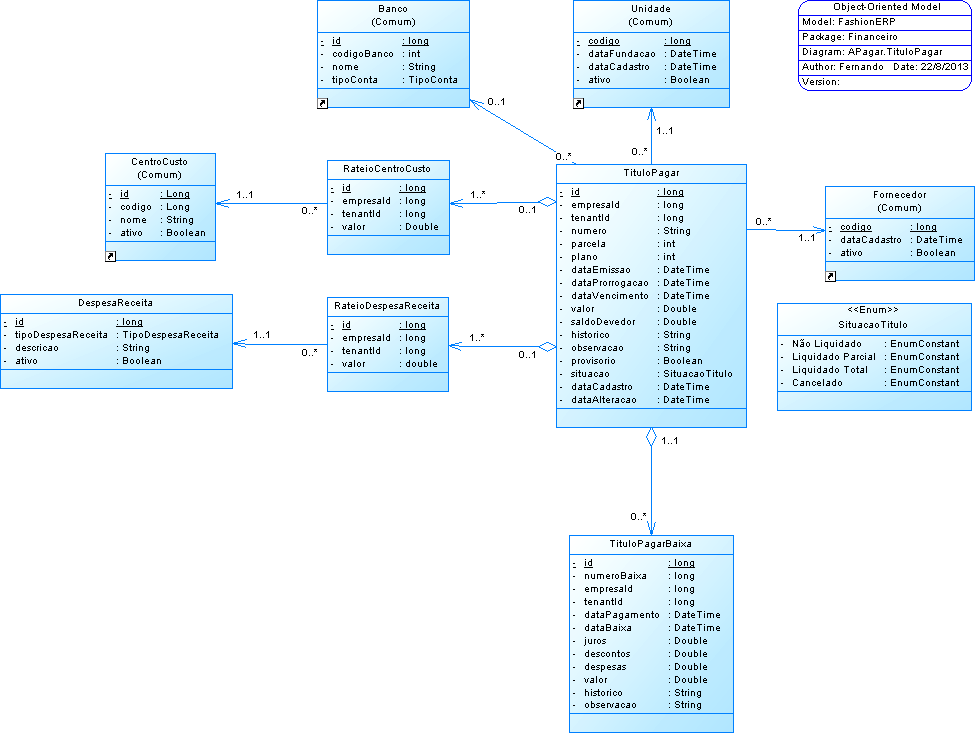 Banco
(Comum)
- id : long
- codigoBanco : int
- nome : String
- tipoConta : TipoConta
Unidade
(Comum)
- codigo : long
- dataFundacao : DateTime
- dataCadastro : DateTime
- ativo : Boolean
Object-Oriented Model
Model: FashionERP
Package: Financeiro
Diagram: APagar.TituloPagar
Author: Fernando Date: 22/8/2013
Version:
0..1
1..1
0..*
0..*
CentroCusto
(Comum)
- id : Long
- codigo : Long
- nome : String
- ativo : Boolean
1..1
0..*
RateioCentroCusto
- id : long
- empresaId : long
- tenantId : long
- valor : Double
1..*
0..1
TituloPagar
- id : long
- empresaId : long
- tenantId : long
- numero : String
- parcela : int
- plano : int
- dataEmissao : DateTime
- dataProrrogacao : DateTime
- dataVencimento : DateTime
- valor : Double
- saldoDevedor : Double
- historico : String
- observacao : String
- provisorio : Boolean
- situacao : SituacaoTitulo
- dataCadastro : DateTime
- dataAlteracao : DateTime
0..*
1..1
Fornecedor
(Comum)
- codigo : long
- dataCadastro : DateTime
- ativo : Boolean
DespesaReceita
- id : long
- tipoDespesaReceita : TipoDespesaReceita
- descricao : String
- ativo : Boolean
1..1
0..*
RateioDespesaReceita
- id : long
- empresaId : long
- tenantId : long
- valor : double
1..*
0..1
<<Enum>>
SituacaoTitulo
- Não Liquidado : EnumConstant
- Liquidado Parcial : EnumConstant
- Liquidado Total : EnumConstant
- Cancelado : EnumConstant
1..1
0..*
TituloPagarBaixa
- id : long
- numeroBaixa : long
- empresaId : long
- tenantId : long
- dataPagamento : DateTime
- dataBaixa : DateTime
- juros : Double
- descontos : Double
- despesas : Double
- valor : Double
- historico : String
- observacao : String